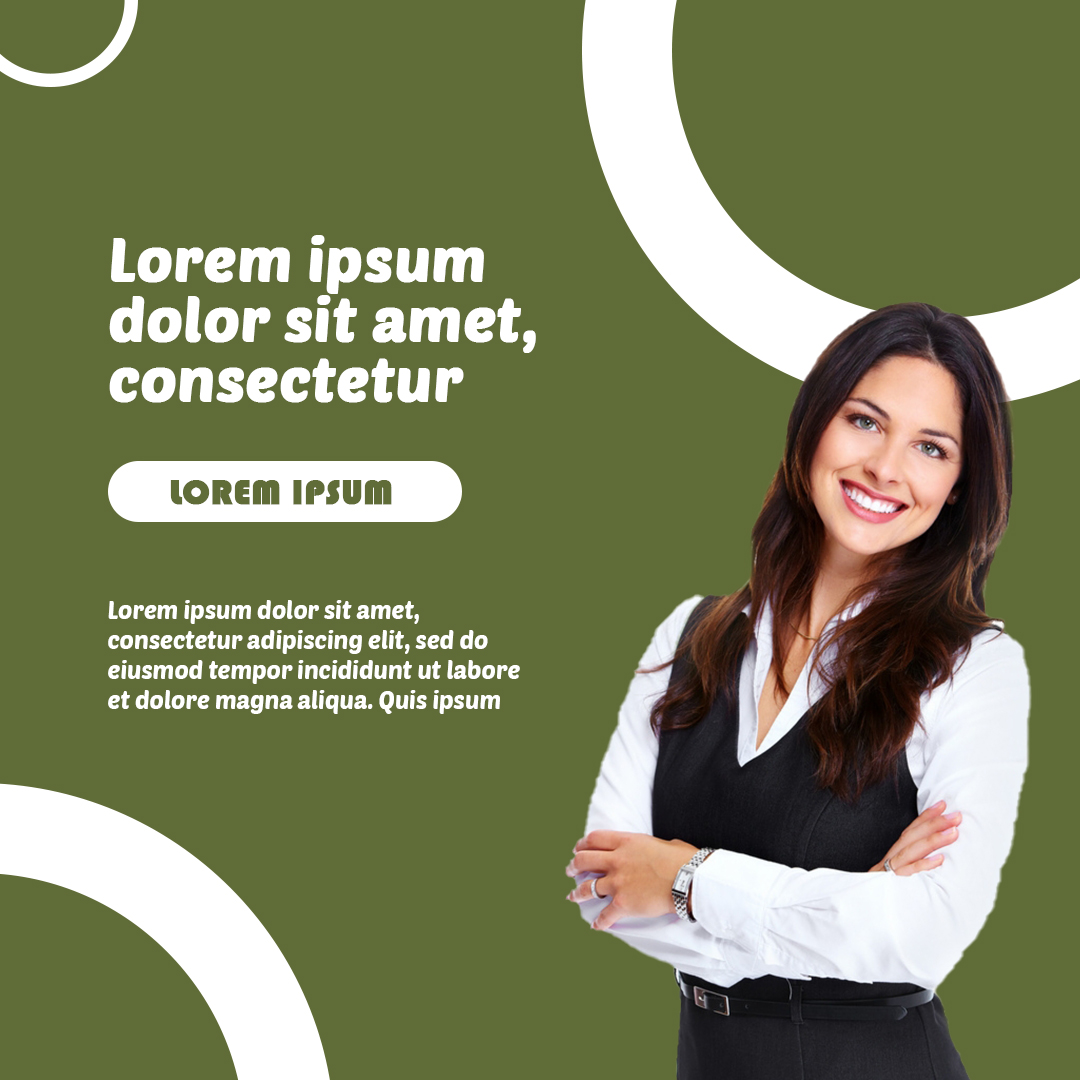 Lorem ipsum
dolor sit amet,
consectetur
LOREM IPSUM
Lorem ipsum dolor sit amet,
consectetur adipiscing elit, sed do
eiusmod tempor incididunt ut labore
et dolore magna aliqua. Quis ipsum